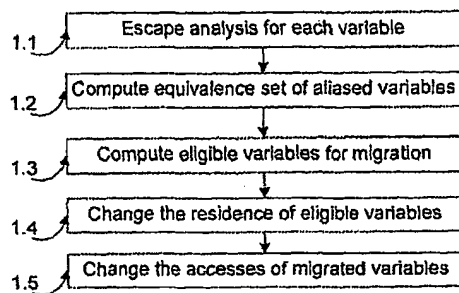 1.1 Escape analysis for each variable
1.2 Compute equivalence set of aliased variables
1.3 Compute eligible variables for migration
1.4 Change the residence of eligible variables
1.5 Change the accesses of migrated variables